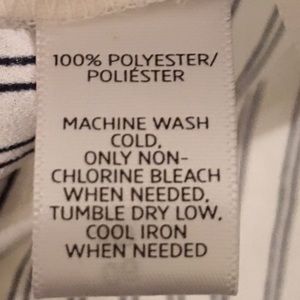 100% POLYESTER/
POLIÉSTER
MACHINE WASH
COLD,
ONLY NON-
CHLORINE BLEACH
WHEN NEEDED,
TUMBLE DRY LOW,
COOL IRON
WHEN NEEDED